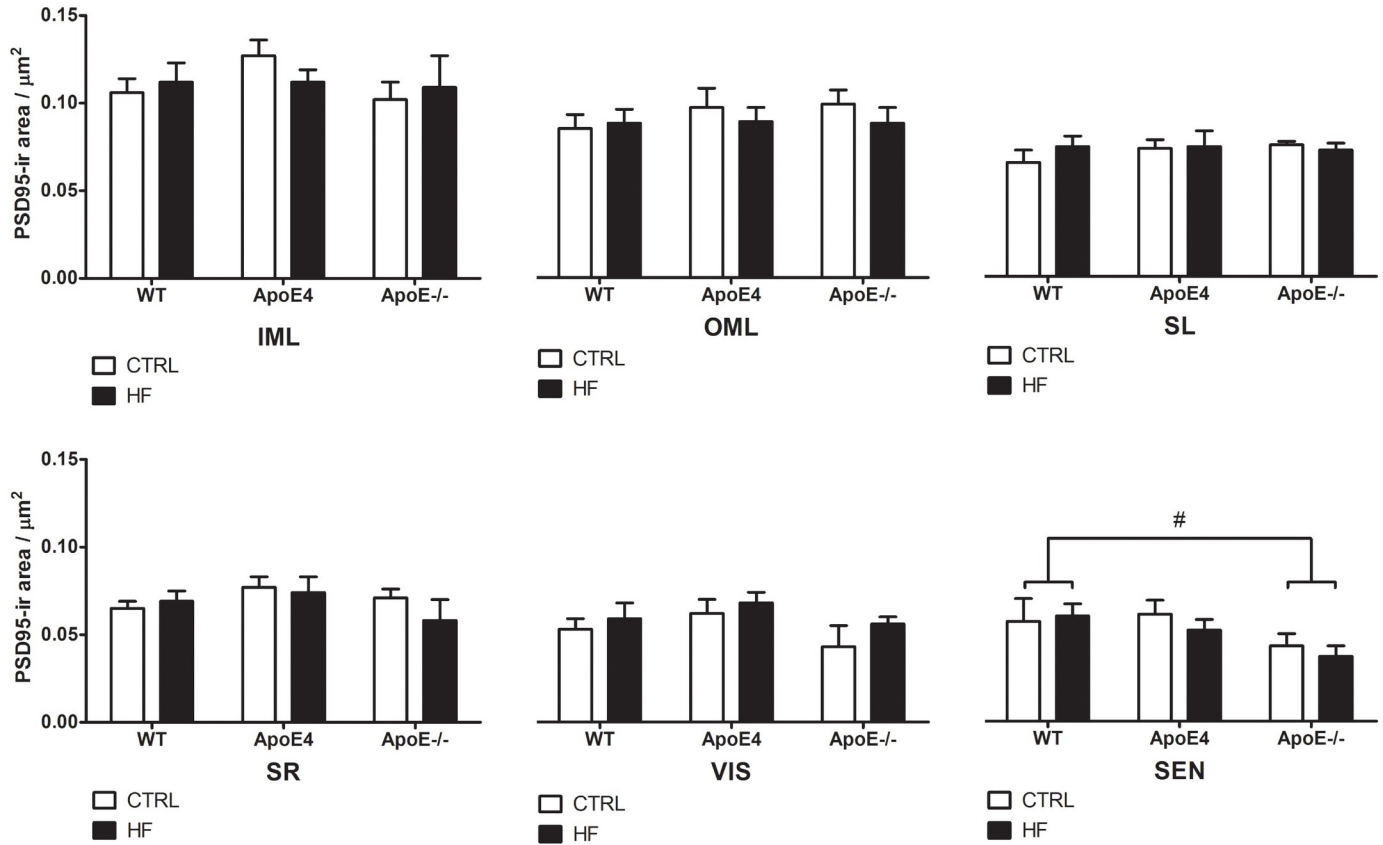 PSD95-ir area / μm²
0.15
0.10
0.05
0.00
WT ApoE4 ApoE-/-
IML
CTRL
HF
WT ApoE4 ApoE-/-
OML
CTRL
HF
WT ApoE4 ApoE-/-
SL
CTRL
HF
PSD95-ir area / μm²
0.15
0.10
0.05
0.00
WT ApoE4 ApoE-/-
SR
CTRL
HF
WT ApoE4 ApoE-/-
VIS
CTRL
HF
#
WT ApoE4 ApoE-/-
SEN
CTRL
HF